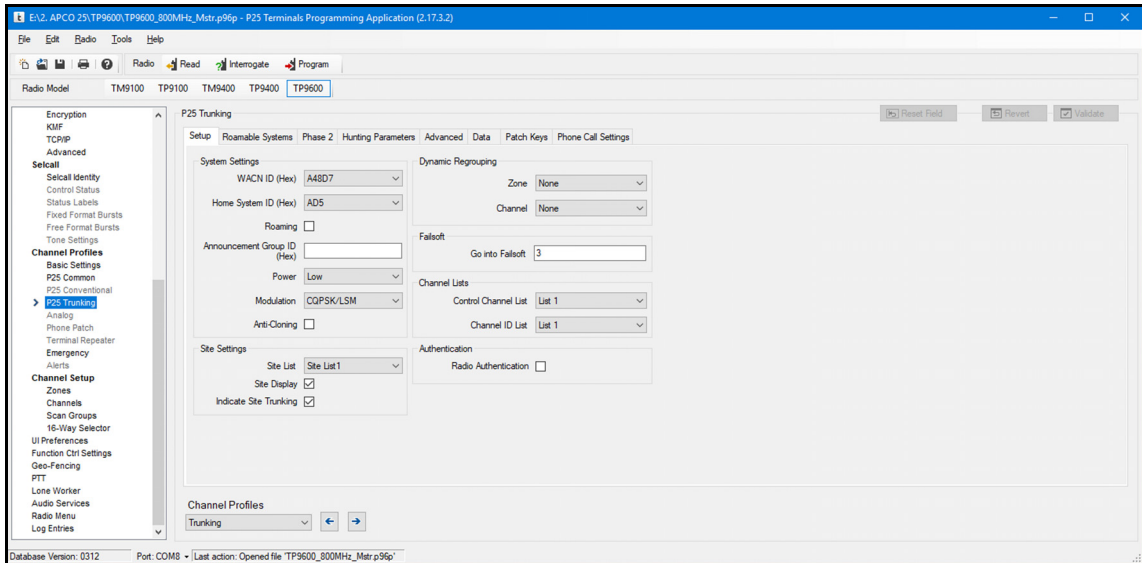 E:\2. APCO 25\TP9600\TP9600_800MHz_Mstr.p96p - P25 Terminals Programming Application (2.17.3.2)
File Edit Radio Tools Help
Radio Read Interrogate Program
Radio Model TM9100 TP9100 TM9400 TP9400 TP9600
Encryption
KMF
TCP/IP
Advanced
Selcall
Selcall Identity
Control Status
Status Labels
Fixed Format Bursts
Free Format Bursts
Tone Settings
Channel Profiles
Basic Settings
P25 Common
P25 Conventional
P25 Trunking
Analog
Phone Patch
Terminal Repeater
Emergency
Alerts
Channel Setup
Zones
Channels
Scan Groups
16-Way Selector
UI Preferences
Function Ctrl Settings
Geo-Fencing
PTT
Lone Worker
Audio Services
Radio Menu
Log Entries
P25 Trunking
Reset Field Revert Validate
Setup Roamable Systems Phase 2 Hunting Parameters Advanced Data Patch Keys Phone Call Settings
System Settings
WACN ID (Hex) A48D7
Home System ID (Hex) AD5
Roaming
Announcement Group ID
(Hex)
Power Low
Modulation CQPSK/LSM
Anti-Cloning
Site Settings
Site List Site List1
Site Display
Indicate Site Trunking
Dynamic Regrouping
Zone None
Channel None
Failsoft
Go into Failsoft 3
Channel Lists
Control Channel List List 1
Channel ID List List 1
Authentication
Radio Authentication
Channel Profiles
Trunking
Database Version: 0312 Port: COM8 Last action: Opened file 'TP9600_800MHz_Mstr.p96p'